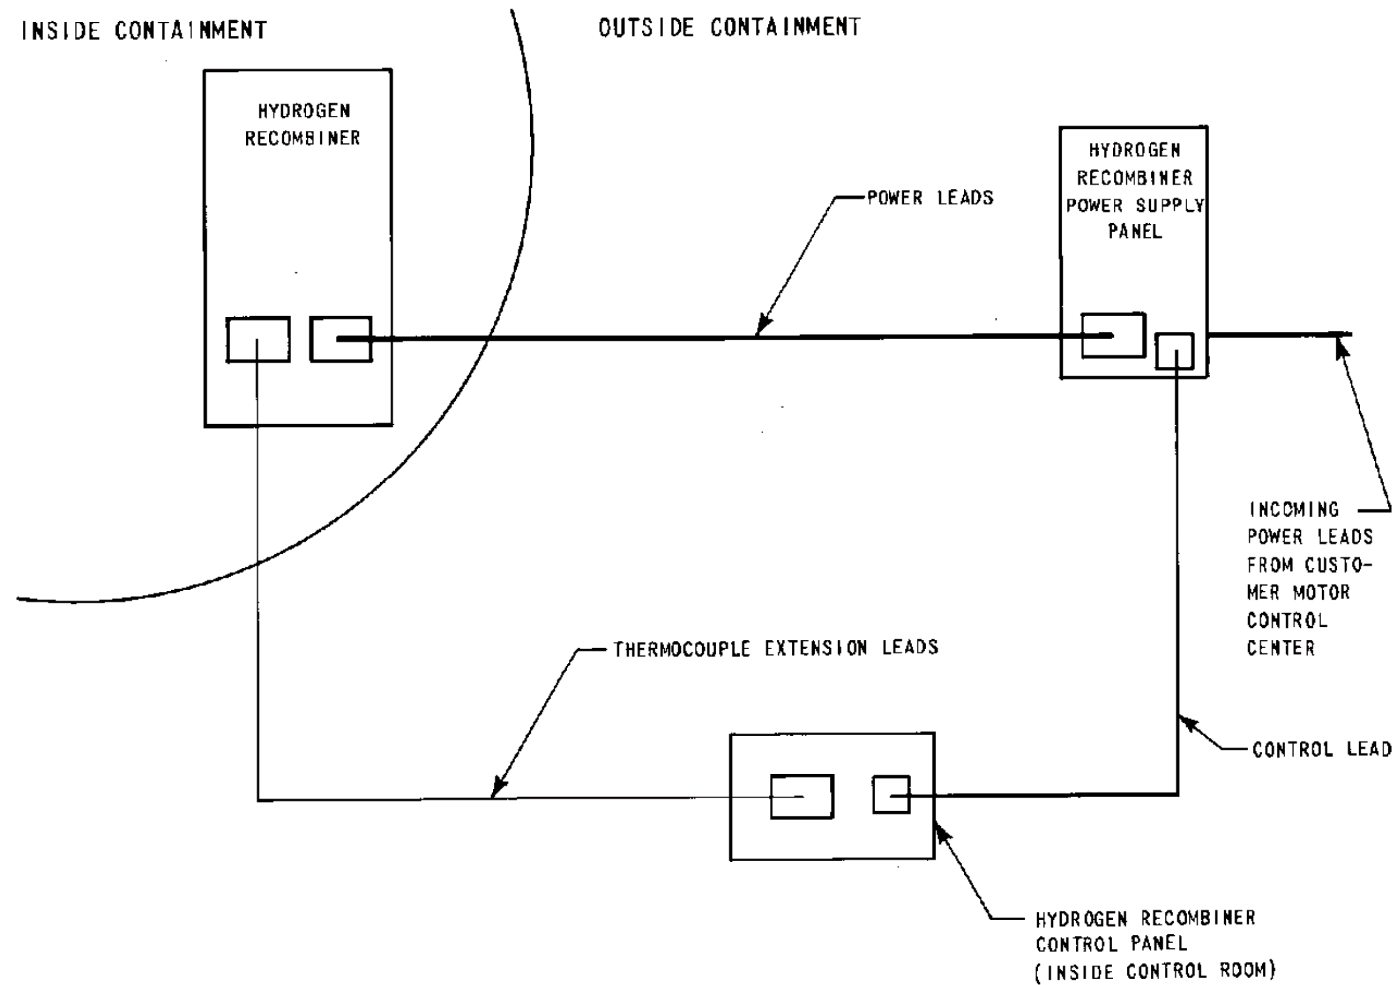 INSIDE CONTAINMENT
OUTSIDE CONTAINMENT
HYDROGEN
RECOMBINER
HYDROGEN
RECOMBINER
POWER SUPPLY
PANEL
POWER LEADS
INCOMING
POWER LEADS
FROM CUSTO-
MER MOTOR
CONTROL
CENTER
THERMOCOUPLE EXTENSION LEADS
CONTROL LEAD
HYDROGEN RECOMBINER
CONTROL PANEL
(INSIDE CONTROL ROOM)